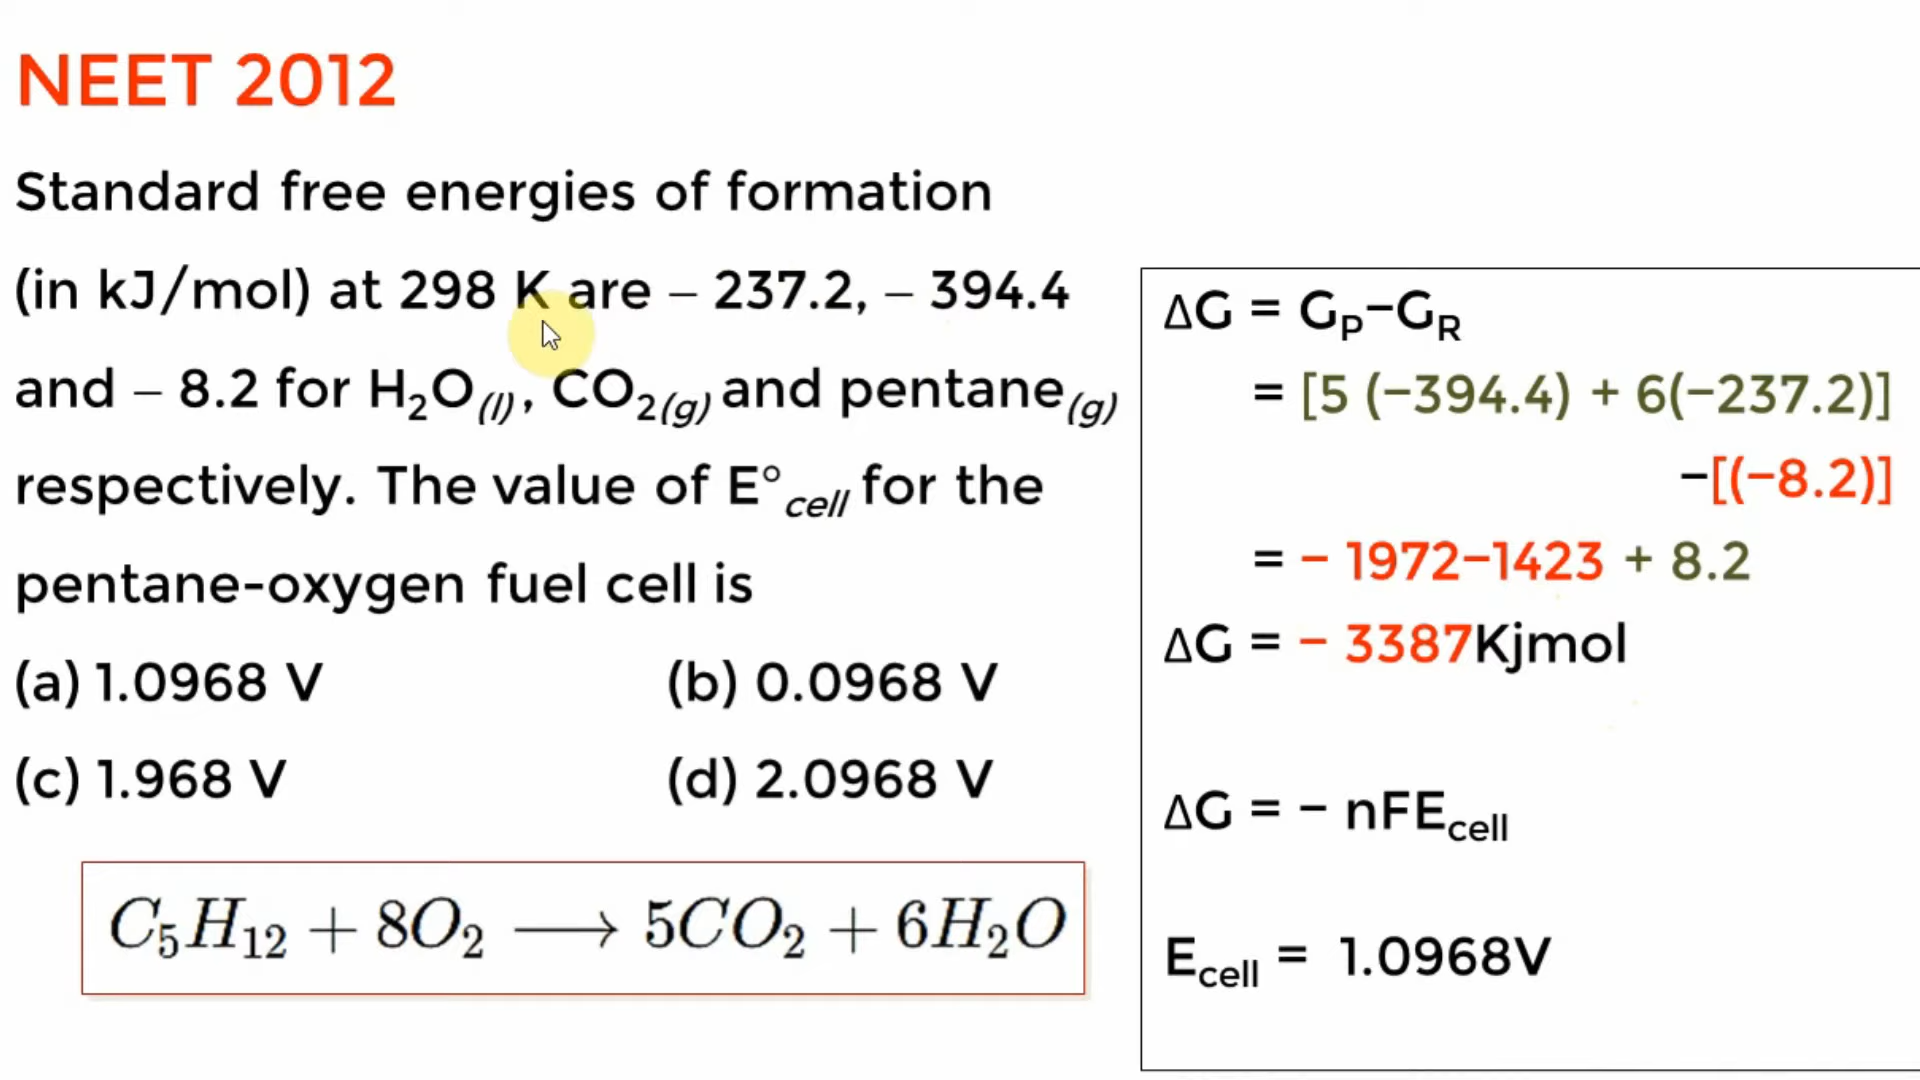 NEET 2012
Standard free energies of formation
(in kJ/mol) at 298 K are – 237.2, – 394.4
and – 8.2 for H₂O(l), CO₂(g) and pentane(g)
respectively. The value of E°cell for the
pentane-oxygen fuel cell is
(a) 1.0968 V (b) 0.0968 V
(c) 1.968 V (d) 2.0968 V
C₅H₁₂ + 8O₂ ⟶ 5CO₂ + 6H₂O
ΔG = GP−GR
= [5 (−394.4) + 6(−237.2)]
−[(−8.2)]
= − 1972−1423 + 8.2
ΔG = − 3387Kjmol
ΔG = − nFEcell
Ecell = 1.0968V